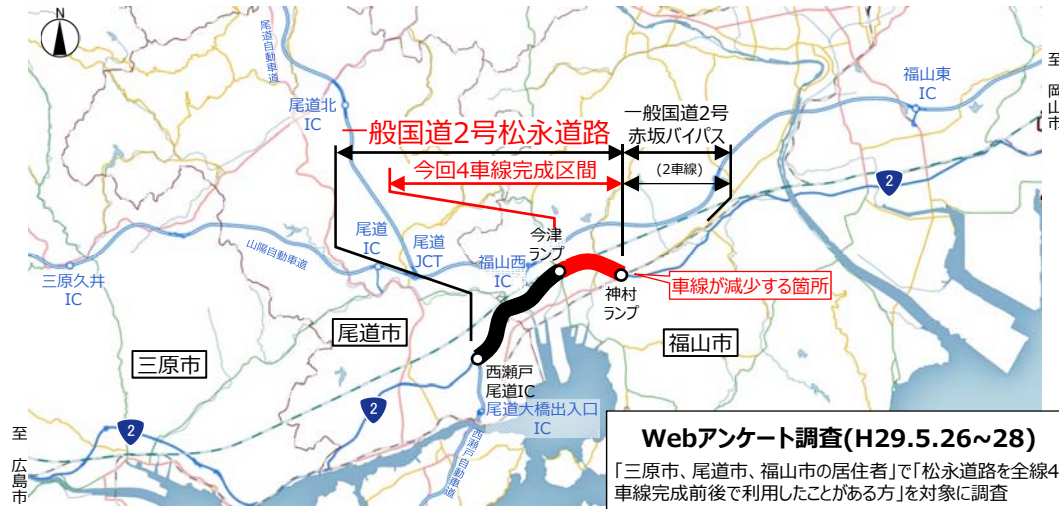 N
尾道自動車道
尾道北
IC
福山東
IC
至
岡山市
一般国道2号松永道路
一般国道2号
赤坂バイパス
今回4車線完成区間
(2車線)
2
今津
ランプ
尾道
IC
尾道
JCT
山陽自動車道
福山西
IC
三原久井
IC
車線が減少する箇所
神村
ランプ
尾道市
福山市
三原市
西瀬戸
尾道IC
尾道大橋出入口
IC
2
2
西瀬戸自動車道
至
広島市
Webアンケート調査(H29.5.26~28)
「三原市、尾道市、福山市の居住者」で「松永道路を全線4
車線完成前後で利用したことがある方」を対象に調査